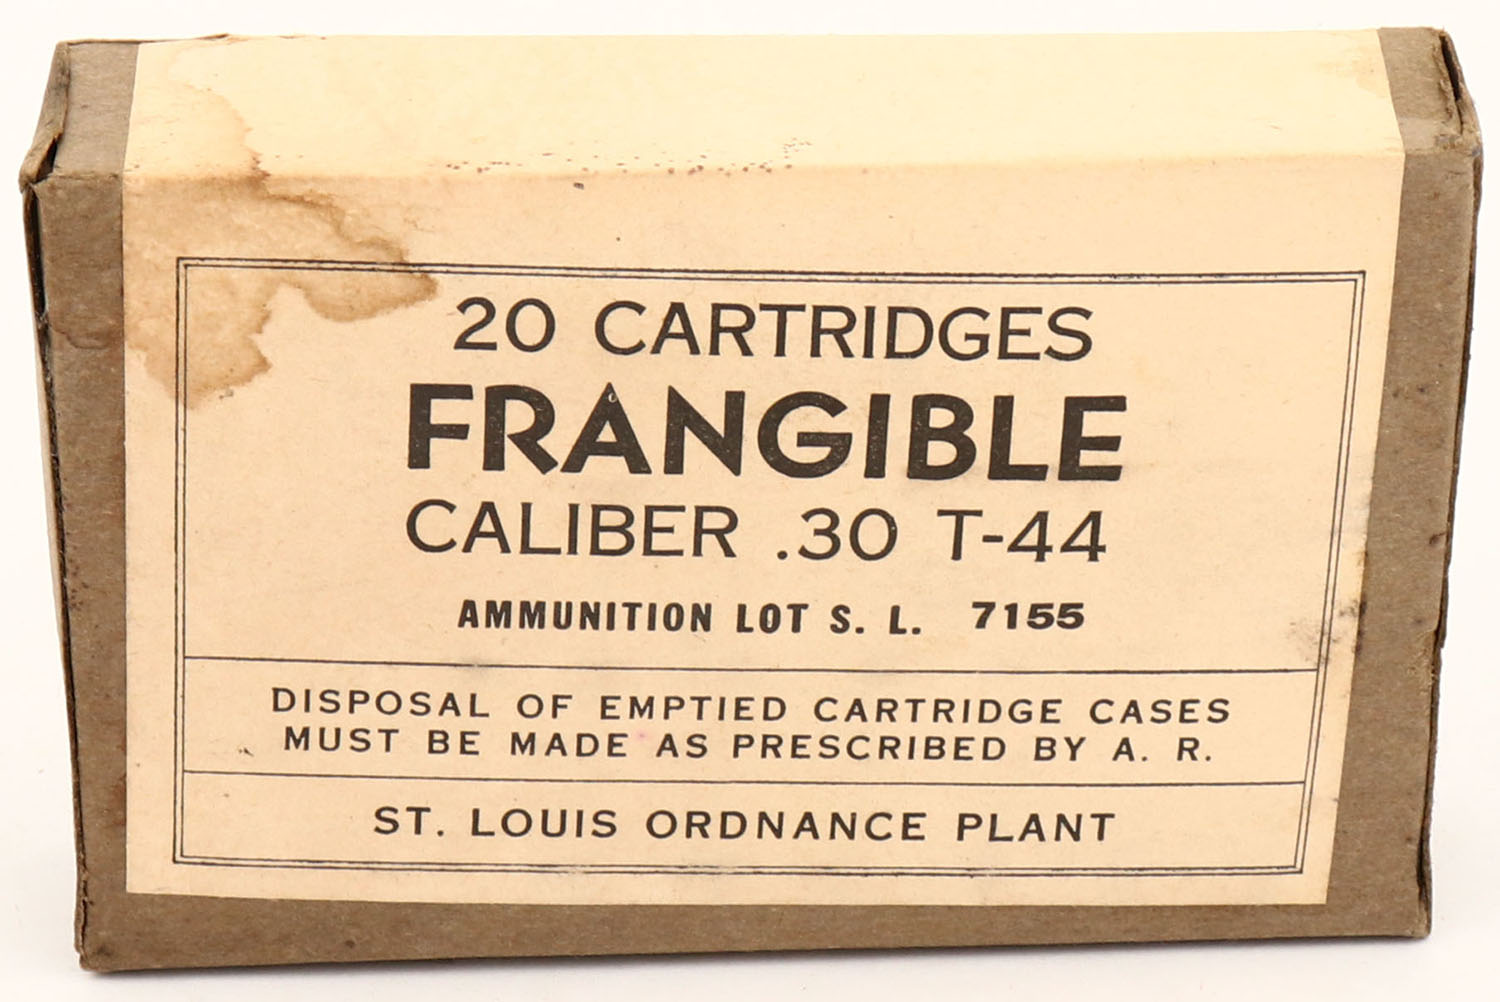 20 CARTRIDGES
FRANGIBLE
CALIBER .30 T-44
AMMUNITION LOT S. L. 7155
DISPOSAL OF EMPTIED CARTRIDGE CASES
MUST BE MADE AS PRESCRIBED BY A. R.
ST. LOUIS ORDNANCE PLANT